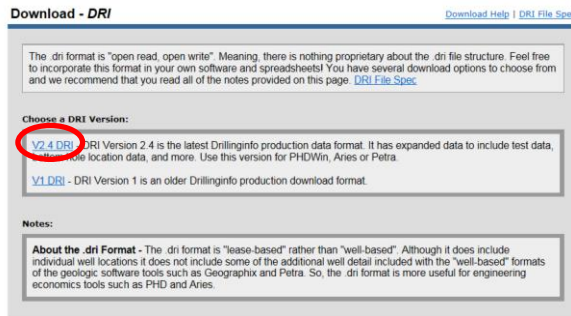 Download - DRI
Download Help | DRI File Spe
The .dri format is "open read, open write". Meaning, there is nothing proprietary about the .dri file structure. Feel free
to incorporate this format in your own software and spreadsheets! You have several download options to choose from
and we recommend that you read all of the notes provided on this page. DRI File Spec
Choose a DRI Version:
V2.4 DRI - DRI Version 2.4 is the latest Drillinginfo production data format. It has expanded data to include test data,
hole location data, and more. Use this version for PHDWin, Aries or Petra.
V1 DRI - DRI Version 1 is an older Drillinginfo production download format.
Notes:
About the .dri Format - The .dri format is "lease-based" rather than "well-based". Although it does include
individual well locations it does not include some of the additional well detail included with the "well-based" formats
of the geologic software tools such as Geographix and Petra. So, the .dri format is more useful for engineering
economics tools such as PHD and Aries.